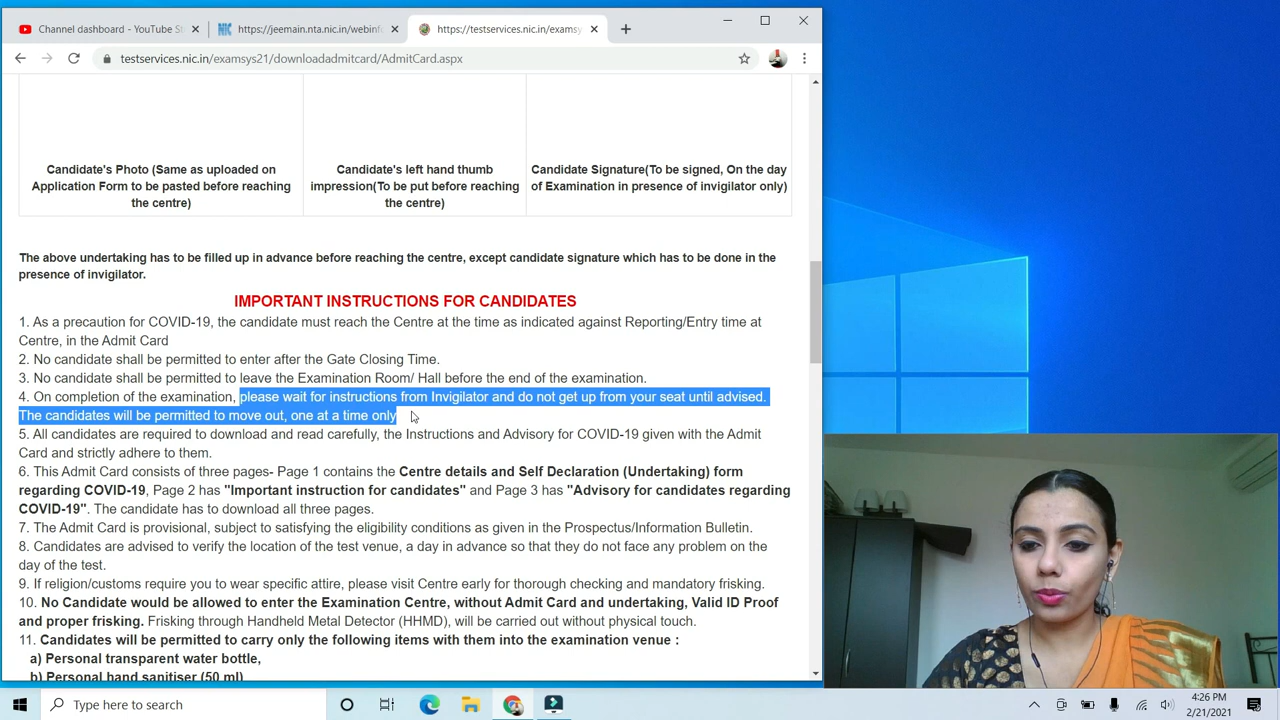 Channel dashboard - YouTube St
https://jeemain.nta.nic.in/webinfo
https://testservices.nic.in/examsy
testservices.nic.in/examsys21/downloadadmitcard/AdmitCard.aspx
Candidate's Photo (Same as uploaded on
Application Form to be pasted before reaching
the centre)
Candidate's left hand thumb
impression(To be put before reaching
the centre)
Candidate Signature(To be signed, On the day
of Examination in presence of invigilator only)
The above undertaking has to be filled up in advance before reaching the centre, except candidate signature which has to be done in the
presence of invigilator.
IMPORTANT INSTRUCTIONS FOR CANDIDATES
1. As a precaution for COVID-19, the candidate must reach the Centre at the time as indicated against Reporting/Entry time at
Centre, in the Admit Card
2. No candidate shall be permitted to enter after the Gate Closing Time.
3. No candidate shall be permitted to leave the Examination Room/ Hall before the end of the examination.
4. On completion of the examination, please wait for instructions from Invigilator and do not get up from your seat until advised.
The candidates will be permitted to move out, one at a time only
5. All candidates are required to download and read carefully, the Instructions and Advisory for COVID-19 given with the Admit
Card and strictly adhere to them.
6. This Admit Card consists of three pages- Page 1 contains the Centre details and Self Declaration (Undertaking) form
regarding COVID-19, Page 2 has "Important instruction for candidates" and Page 3 has "Advisory for candidates regarding
COVID-19". The candidate has to download all three pages.
7. The Admit Card is provisional, subject to satisfying the eligibility conditions as given in the Prospectus/Information Bulletin.
8. Candidates are advised to verify the location of the test venue, a day in advance so that they do not face any problem on the
day of the test.
9. If religion/customs require you to wear specific attire, please visit Centre early for thorough checking and mandatory frisking.
10. No Candidate would be allowed to enter the Examination Centre, without Admit Card and undertaking, Valid ID Proof
and proper frisking. Frisking through Handheld Metal Detector (HHMD), will be carried out without physical touch.
11. Candidates will be permitted to carry only the following items with them into the examination venue :
a) Personal transparent water bottle,
b) Personal hand sanitiser (50 ml)
Type here to search
4:26 PM
2/21/2021